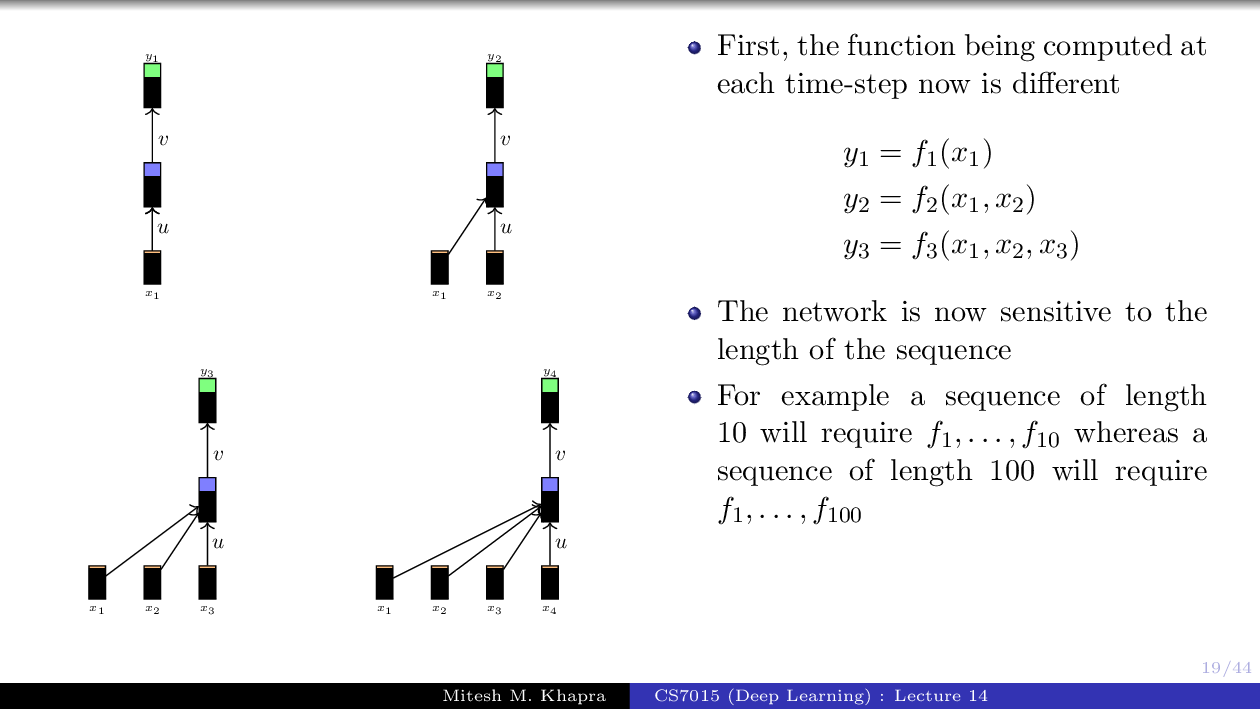 y1
v
u
x1
y2
v
u
x1 x2
y3
v
u
x1 x2 x3
y4
v
u
x1 x2 x3 x4
First, the function being computed at
each time-step now is different
y1 = f1(x1)
y2 = f2(x1, x2)
y3 = f3(x1, x2, x3)
The network is now sensitive to the
length of the sequence
For example a sequence of length
10 will require f1, . . . , f10 whereas a
sequence of length 100 will require
f1, . . . , f100
19/44
Mitesh M. Khapra CS7015 (Deep Learning) : Lecture 14